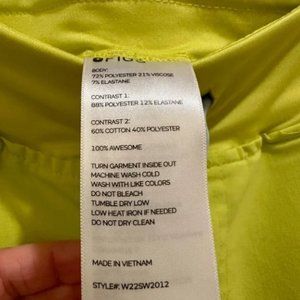 BODY:
72% POLYESTER 21% VISCOSE
7% ELASTANE
CONTRAST 1:
88% POLYESTER 12% ELASTANE
CONTRAST 2:
60% COTTON 40% POLYESTER
100% AWESOME
TURN GARMENT INSIDE OUT
MACHINE WASH COLD
WASH WITH LIKE COLORS
DO NOT BLEACH
TUMBLE DRY LOW
LOW HEAT IRON IF NEEDED
DO NOT DRY CLEAN
MADE IN VIETNAM
STYLE#: W22SW2012